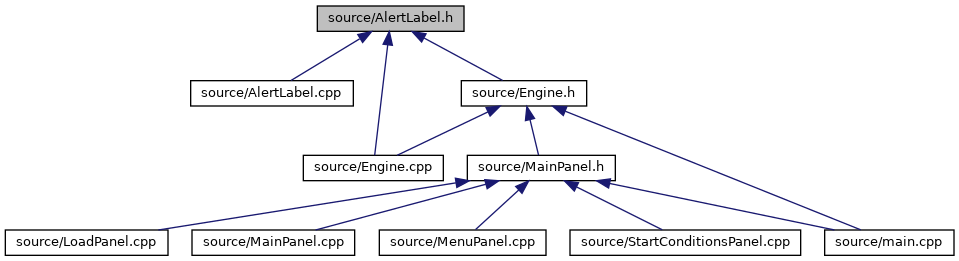 source/AlertLabel.h
source/AlertLabel.cpp
source/Engine.h
source/Engine.cpp
source/MainPanel.h
source/LoadPanel.cpp
source/MainPanel.cpp
source/MenuPanel.cpp
source/StartConditionsPanel.cpp
source/main.cpp